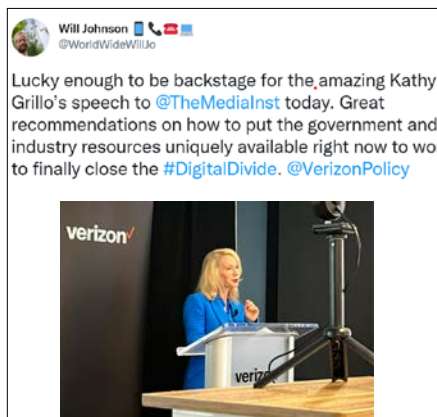 Will Johnson
@WorldWideWillJo
Lucky enough to be backstage for the amazing Kathy
Grillo's speech to @TheMediaInst today. Great
recommendations on how to put the government and
industry resources uniquely available right now to wo
to finally close the #DigitalDivide. @VerizonPolicy
verizon
verizo